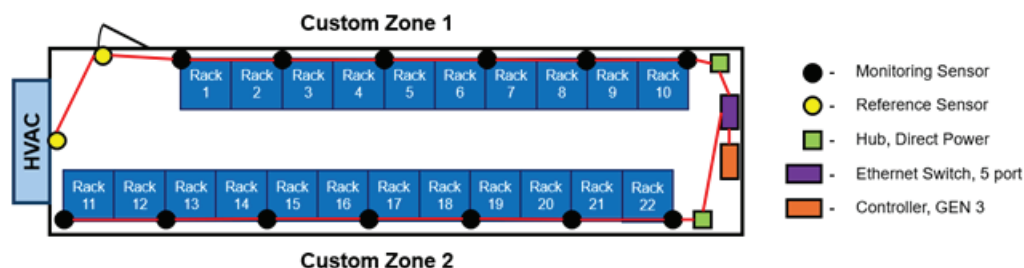 Custom Zone 1
HVAC
Rack
1
Rack
2
Rack
3
Rack
4
Rack
5
Rack
6
Rack
7
Rack
8
Rack
9
Rack
10
Rack
11
Rack
12
Rack
13
Rack
14
Rack
15
Rack
16
Rack
17
Rack
18
Rack
19
Rack
20
Rack
21
Rack
22
Custom Zone 2
- Monitoring Sensor
- Reference Sensor
- Hub, Direct Power
- Ethernet Switch, 5 port
- Controller, GEN 3